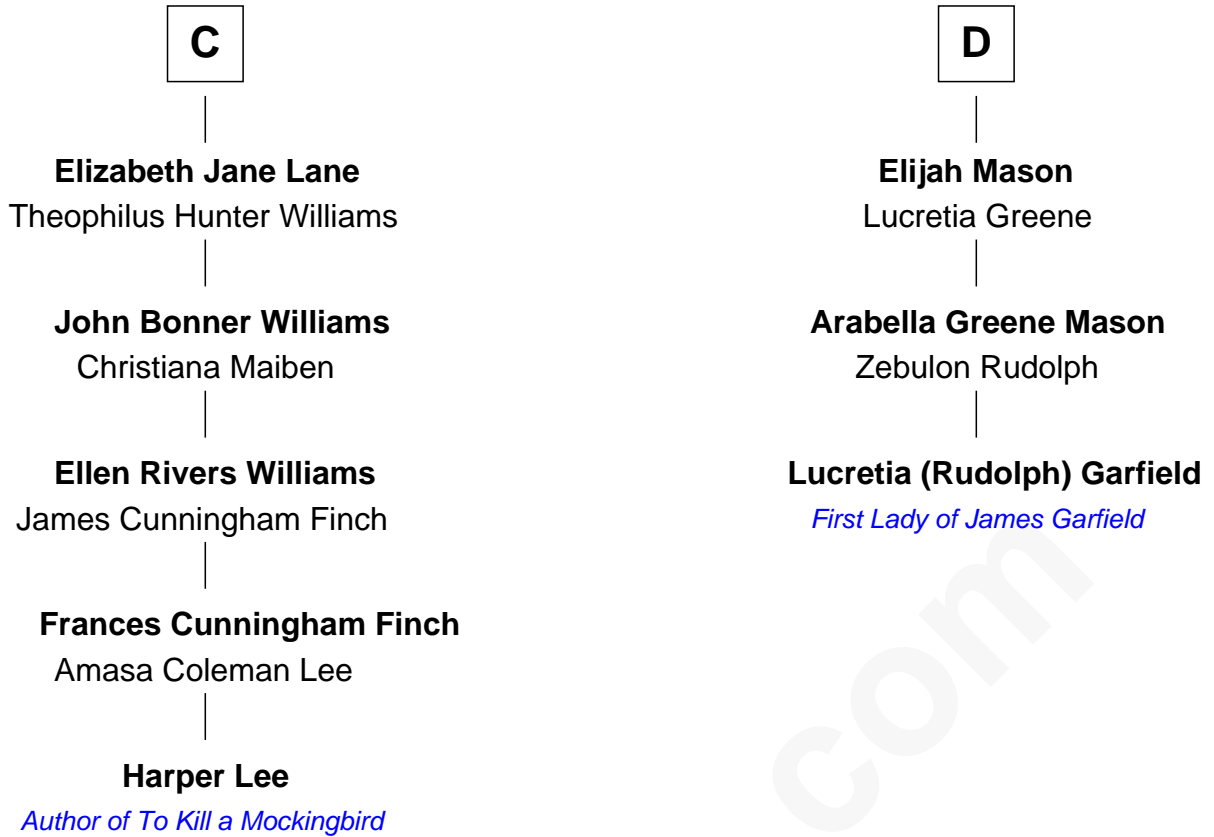 C
Elizabeth Jane Lane
Theophilus Hunter Williams
John Bonner Williams
Christiana Maiben
Ellen Rivers Williams
James Cunningham Finch
Frances Cunningham Finch
Amasa Coleman Lee
Harper Lee
Author of To Kill a Mockingbird
D
Elijah Mason
Lucretia Greene
Arabella Greene Mason
Zebulon Rudolph
Lucretia (Rudolph) Garfield
First Lady of James Garfield
com